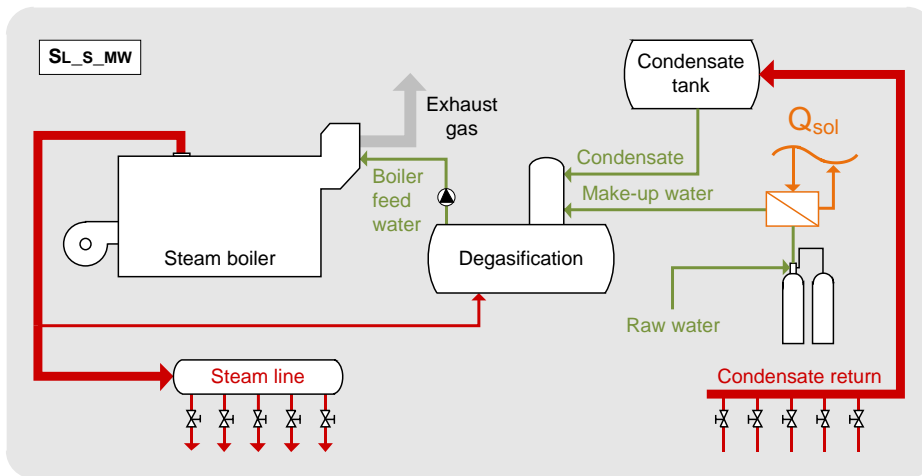 SL_S_MW
Exhaust
gas
Condensate
tank
Qsol
Condensate
Make-up water
Boiler
feed
water
Steam boiler
Degasification
Raw water
Steam line
Condensate return